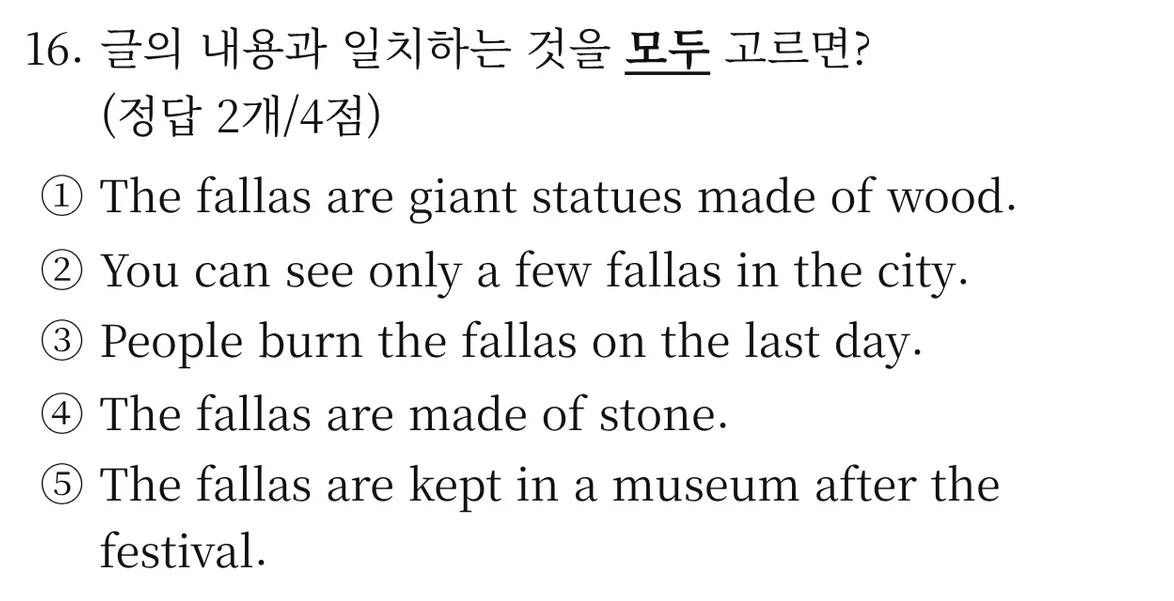 16. 글의 내용과 일치하는 것을 모두 고르면?
(정답 2개/4점)
① The fallas are giant statues made of wood.
② You can see only a few fallas in the city.
③ People burn the fallas on the last day.
④ The fallas are made of stone.
⑤ The fallas are kept in a museum after the
festival.